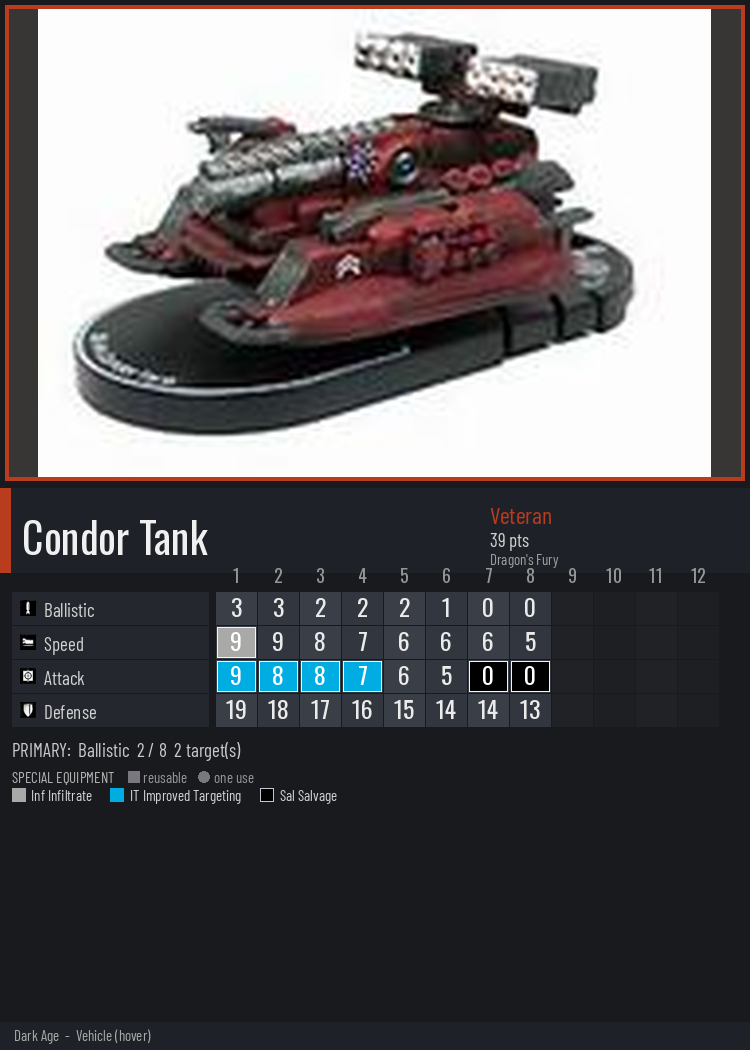 Condor Tank
Veteran
39 pts
Dragon's Fury
1 2 3 4 5 6 7 8 9 10 11 12
Ballistic 3 3 2 2 2 1 0 0
Speed 9 9 8 7 6 6 6 5
Attack 9 8 8 7 6 5 0 0
Defense 19 18 17 16 15 14 14 13
PRIMARY: Ballistic 2 / 8 2 target(s)
SPECIAL EQUIPMENT reusable one use
Inf Infiltrate IT Improved Targeting Sal Salvage
Dark Age - Vehicle (hover)